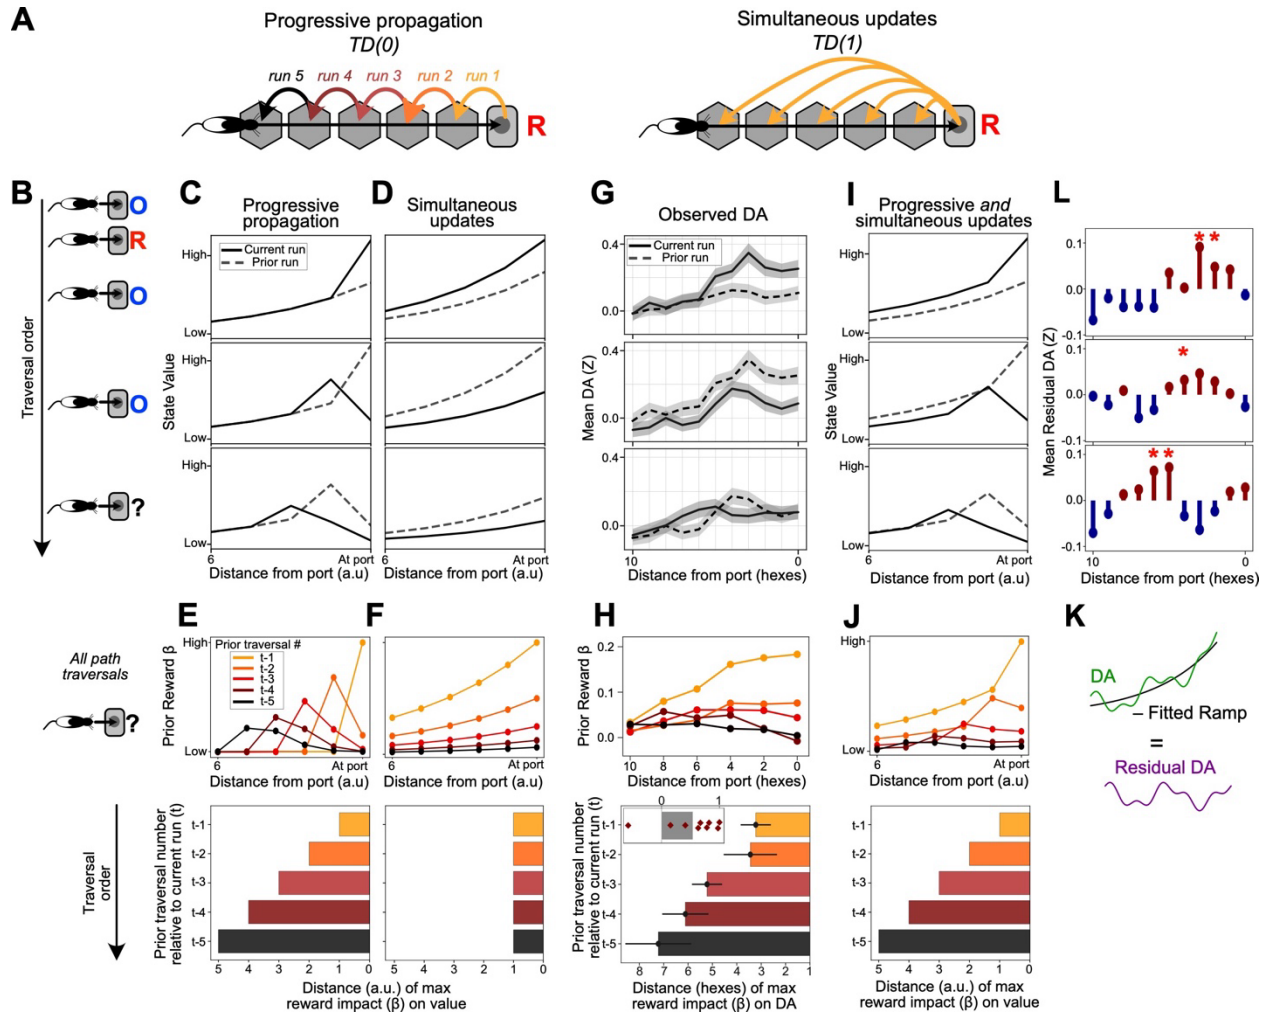 A
Progressive propagation
TD(0)
run 5
run 4
run 3
run 2
run 1
R
Simultaneous updates
TD(1)
R
B
Traversal order
O
R
O
O
?
C
Progressive
propagation
Current run
Prior run
High
Low
High
Low
High
Low
State Value
6
At port
Distance from port (a.u)
D
Simultaneous
updates
6
At port
Distance from port (a.u)
G
Observed DA
Current run
Prior run
0.4
0.0
0.4
0.0
0.0
Mean DA (Z)
10
0
Distance from port (hexes)
I
Progressive and
simultaneous updates
High
Low
High
Low
High
Low
State Value
6
At port
Distance from port (a.u)
L
0.1
0.0
-0.1
0.1
0.0
-0.1
0.1
0.0
-0.1
* *
*
* *
Mean Residual DA (Z)
10
0
Distance from port (hexes)
All path
traversals
?
Traversal
order
E
Prior Reward β
High
Low
Prior traversal #
t-1
t-2
t-3
t-4
t-5
6
At port
Distance from port (a.u)
Prior traversal number
relative to current run (t)
t-1
t-2
t-3
t-4
t-5
5
4
3
2
1
0
F
6
At port
Distance from port (a.u)
5
4
3
2
1
0
Distance (a.u.) of max
reward impact (β) on value
H
Prior Reward β
0.2
0.1
0.0
10
8
6
4
2
0
Distance from port (hexes)
Prior traversal number
relative to current run (t)
0
1
t-1
t-2
t-3
t-4
t-5
8
7
6
5
4
3
2
1
Distance (hexes) of max
reward impact (β) on DA
J
High
Low
6
At port
Distance from port (a.u)
t-1
t-2
t-3
t-4
t-5
5
4
3
2
1
0
Distance (a.u.) of max
reward impact (β) on value
K
DA
– Fitted Ramp
=
Residual DA